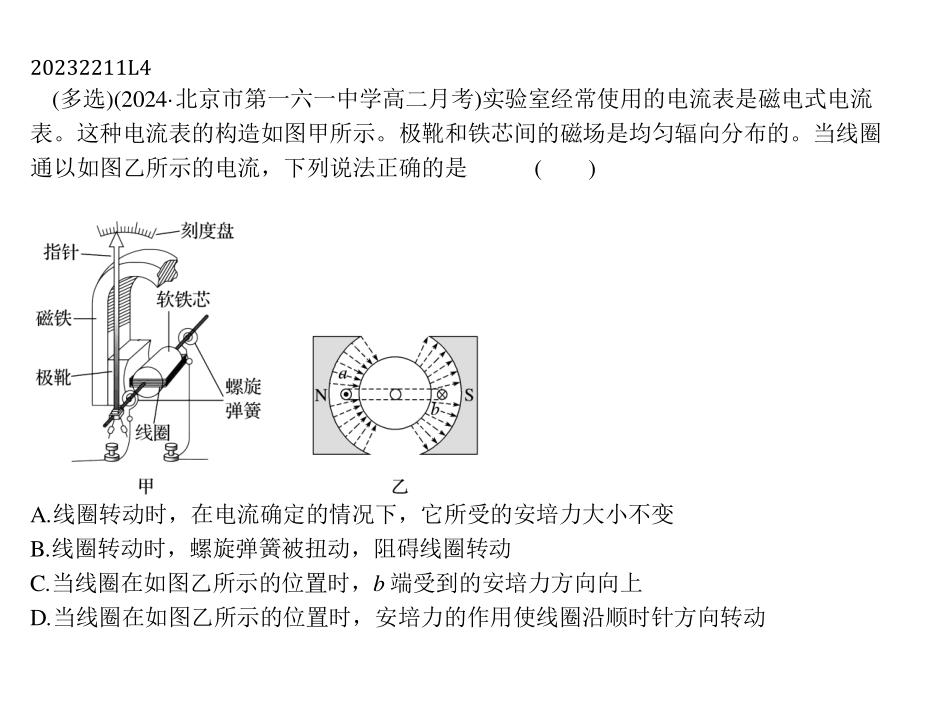 20232211L4
(多选)(2024·北京市第一六一中学高二月考)实验室经常使用的电流表是磁电式电流
表。这种电流表的构造如图甲所示。极靴和铁芯间的磁场是均匀辐向分布的。当线圈
通以如图乙所示的电流，下列说法正确的是 ( )
刻度盘
指针
软铁芯
磁铁
极靴
螺旋
弹簧
线圈
甲
a
N
S
b
乙
A.线圈转动时，在电流确定的情况下，它所受的安培力大小不变
B.线圈转动时，螺旋弹簧被扭动，阻碍线圈转动
C.当线圈在如图乙所示的位置时，b 端受到的安培力方向向上
D.当线圈在如图乙所示的位置时，安培力的作用使线圈沿顺时针方向转动